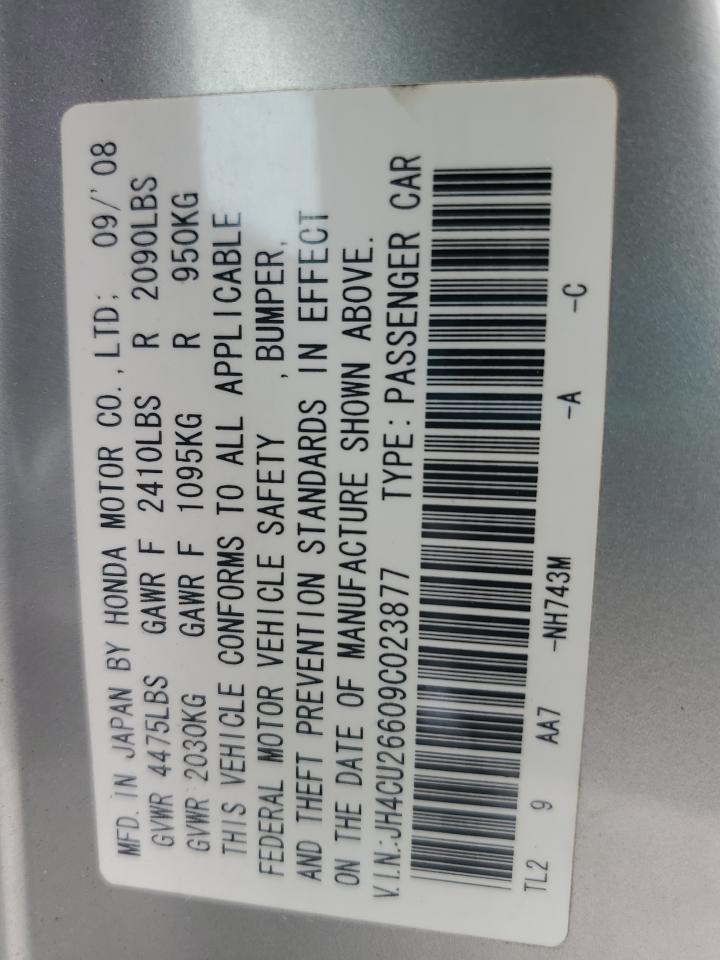 MFD. IN JAPAN BY HONDA MOTOR CO., LTD; 09/'08
GVWR 4475LBS GAWR F 2410LBS R 2090LBS
GVWR 2030KG GAWR F 1095KG R 950KG
THIS VEHICLE CONFORMS TO ALL APPLICABLE
FEDERAL MOTOR VEHICLE SAFETY , BUMPER,
AND THEFT PREVENTION STANDARDS IN EFFECT
ON THE DATE OF MANUFACTURE SHOWN ABOVE.
V.I.N.:JH4CU26609C023877 TYPE: PASSENGER CAR
TL2 9 AA7 -NH743M -A -C